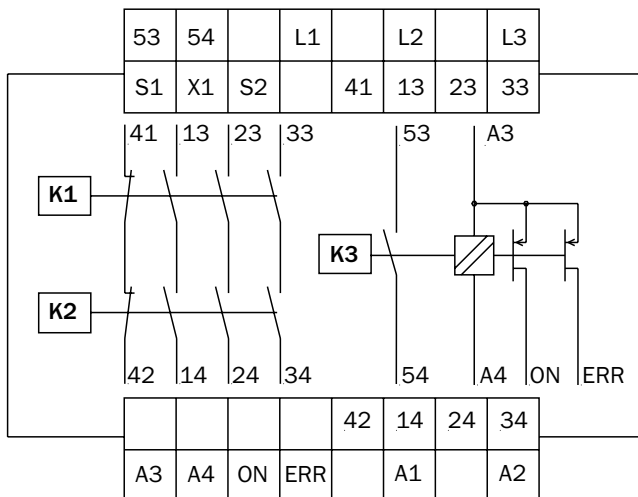 53 54 L1 L2 L3
S1 X1 S2 41 13 23 33
41 13 23 33 53 A3
K1
K3
K2
42 14 24 34 54 A4 ON ERR
42 14 24 34
A3 A4 ON ERR A1 A2